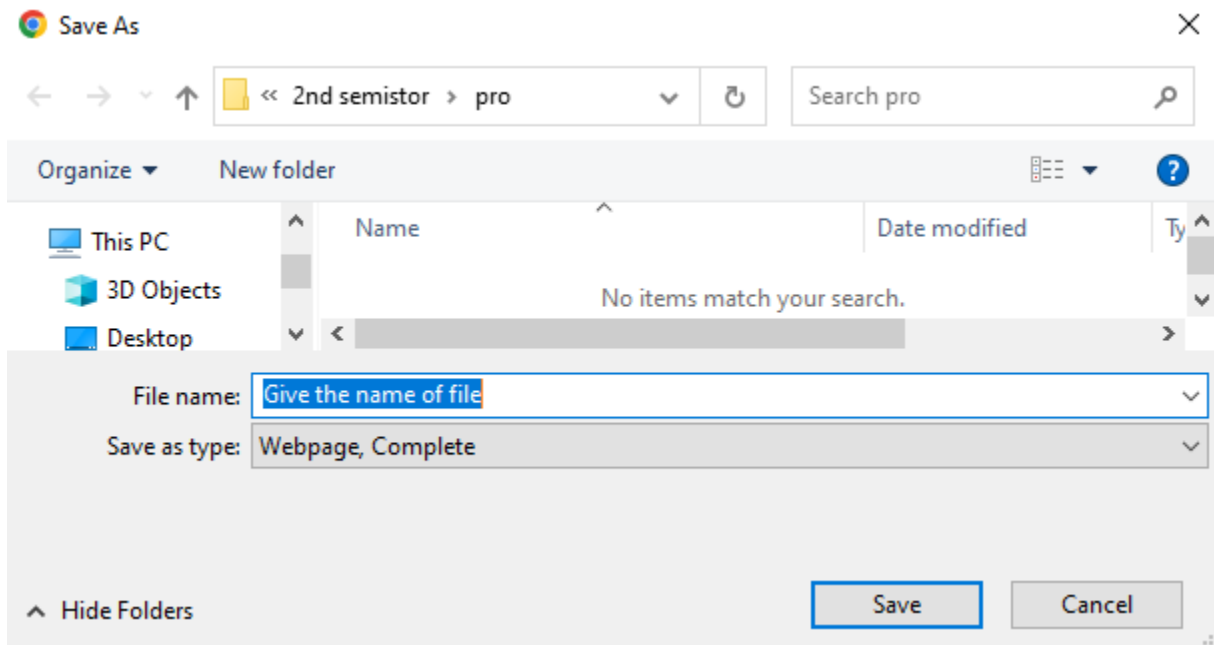 Save As
« 2nd semistor > pro
Search pro
Organize
New folder
?
This PC
3D Objects
Desktop
Name
Date modified
Ty
No items match your search.
File name: Give the name of file
Save as type: Webpage, Complete
Hide Folders
Save
Cancel